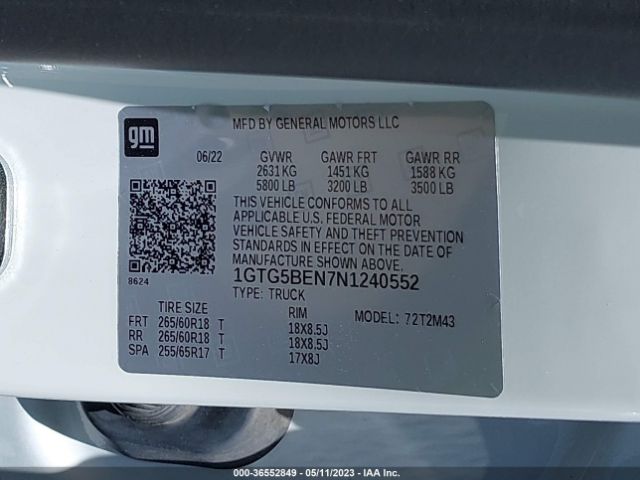 gm
MFD BY GENERAL MOTORS LLC
06/22 GVWR GAWR FRT GAWR RR
2631 KG 1451 KG 1588 KG
5800 LB 3200 LB 3500 LB
THIS VEHICLE CONFORMS TO ALL
APPLICABLE U.S. FEDERAL MOTOR
VEHICLE SAFETY AND THEFT PREVENTION
STANDARDS IN EFFECT ON THE DATE OF
MANUFACTURE SHOWN ABOVE.
8624
1GTG5BEN7N1240552
TYPE: TRUCK
TIRE SIZE RIM MODEL: 72T2M43
FRT 265/60R18 T 18X8.5J
RR 265/60R18 T 18X8.5J
SPA 255/65R17 T 17X8J
000-36552849 - 05/11/2023 - IAA Inc.